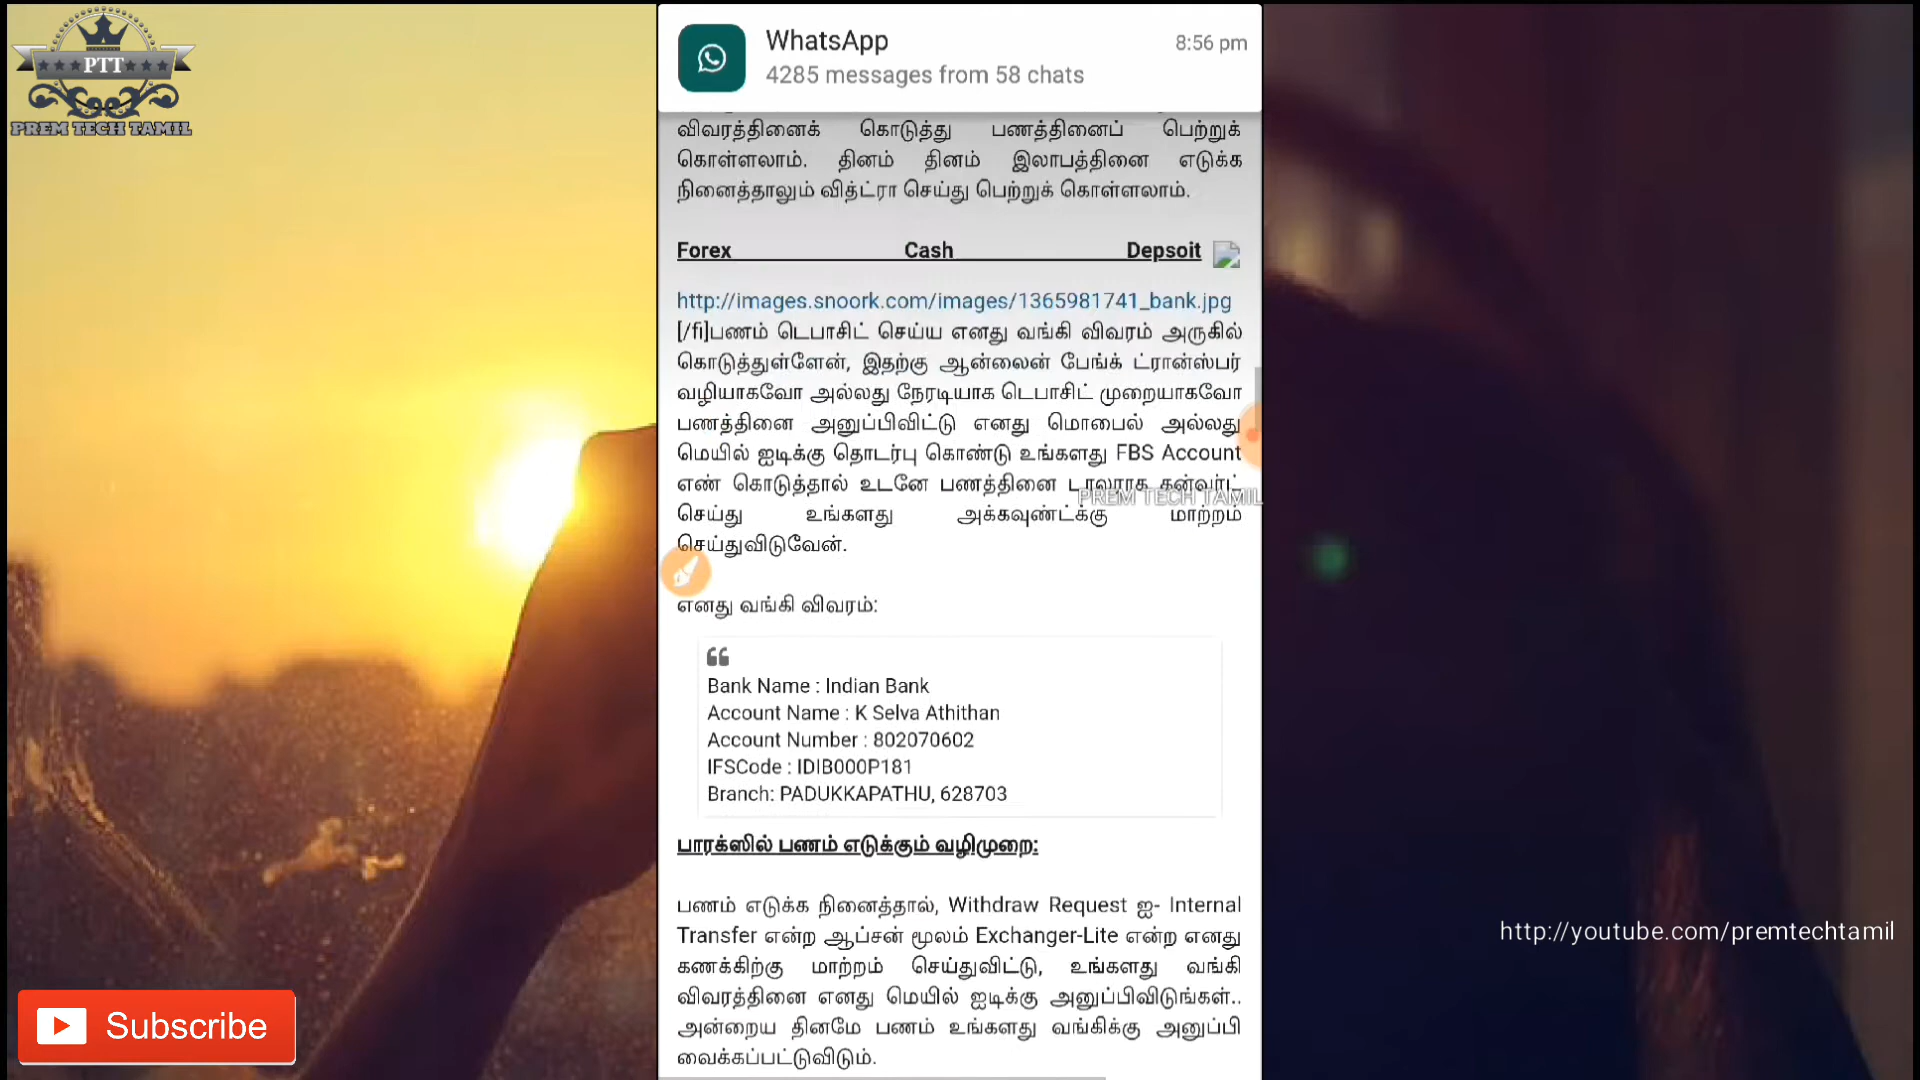 PTT
PREM TECH TAMIL
WhatsApp
8:56 pm
4285 messages from 58 chats
விவரத்தினைக் கொடுத்து பணத்தினைப் பெற்றுக்
கொள்ளலாம். தினம் தினம் இலாபத்தினை எடுக்க
நினைத்தாலும் வித்ட்ரா செய்து பெற்றுக் கொள்ளலாம்.
Forex Cash Depsoit
http://images.snoork.com/images/1365981741_bank.jpg
[/fi]பணம் டெபாசிட் செய்ய எனது வங்கி விவரம் அருகில்
கொடுத்துள்ளேன், இதற்கு ஆன்லைன் பேங்க் ட்ரான்ஸ்பர்
வழியாகவோ அல்லது நேரடியாக டெபாசிட் முறையாகவோ
பணத்தினை அனுப்பிவிட்டு எனது மொபைல் அல்லது
மெயில் ஐடிக்கு தொடர்பு கொண்டு உங்களது FBS Account
எண் கொடுத்தால் உடனே பணத்தினை டாலராக கன்வர்ட்
PREM TECH TAMIL
செய்து உங்களது அக்கவுண்ட்க்கு மாற்றம்
செய்துவிடுவேன்.
எனது வங்கி விவரம்:
Bank Name : Indian Bank
Account Name : K Selva Athithan
Account Number : 802070602
IFSCode : IDIB000P181
Branch: PADUKKAPATHU, 628703
பாரக்ஸில் பணம் எடுக்கும் வழிமுறை:
பணம் எடுக்க நினைத்தால், Withdraw Request ஐ- Internal
Transfer என்ற ஆப்சன் மூலம் Exchanger-Lite என்ற எனது
கணக்கிற்கு மாற்றம் செய்துவிட்டு, உங்களது வங்கி
விவரத்தினை எனது மெயில் ஐடிக்கு அனுப்பிவிடுங்கள்..
அன்றைய தினமே பணம் உங்களது வங்கிக்கு அனுப்பி
வைக்கப்பட்டுவிடும்.
http://youtube.com/premtechtamil
Subscribe